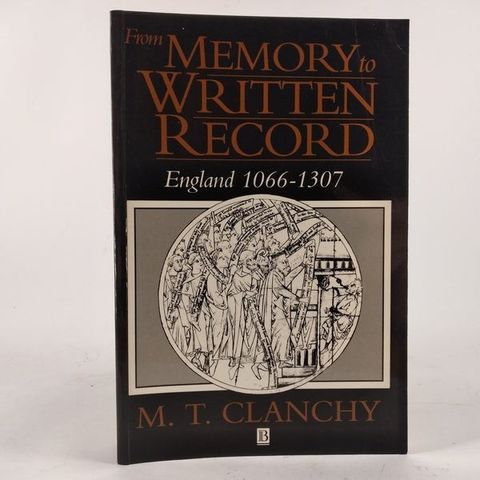 From MEMORY to
WRITTEN
RECORD
England 1066-1307
M. T. CLANCHY
B